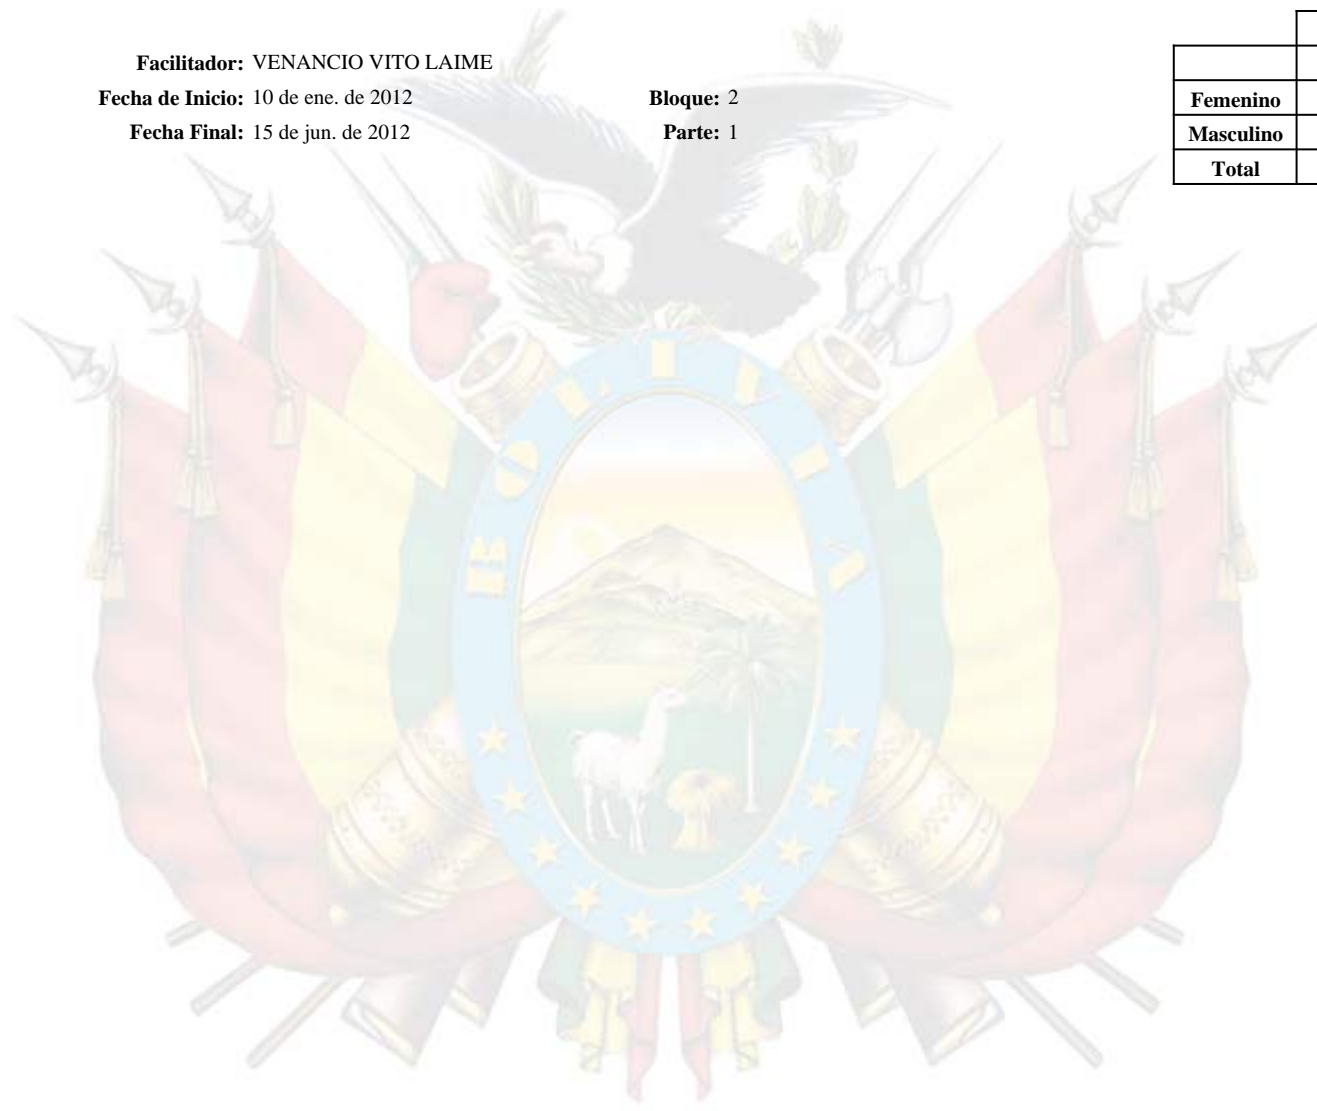 Facilitador: VENANCIO VITO LAIME
Fecha de Inicio: 10 de ene. de 2012 Bloque: 2
Fecha Final: 15 de jun. de 2012 Parte: 1
Femenino
Masculino
Total
BOLIVIA